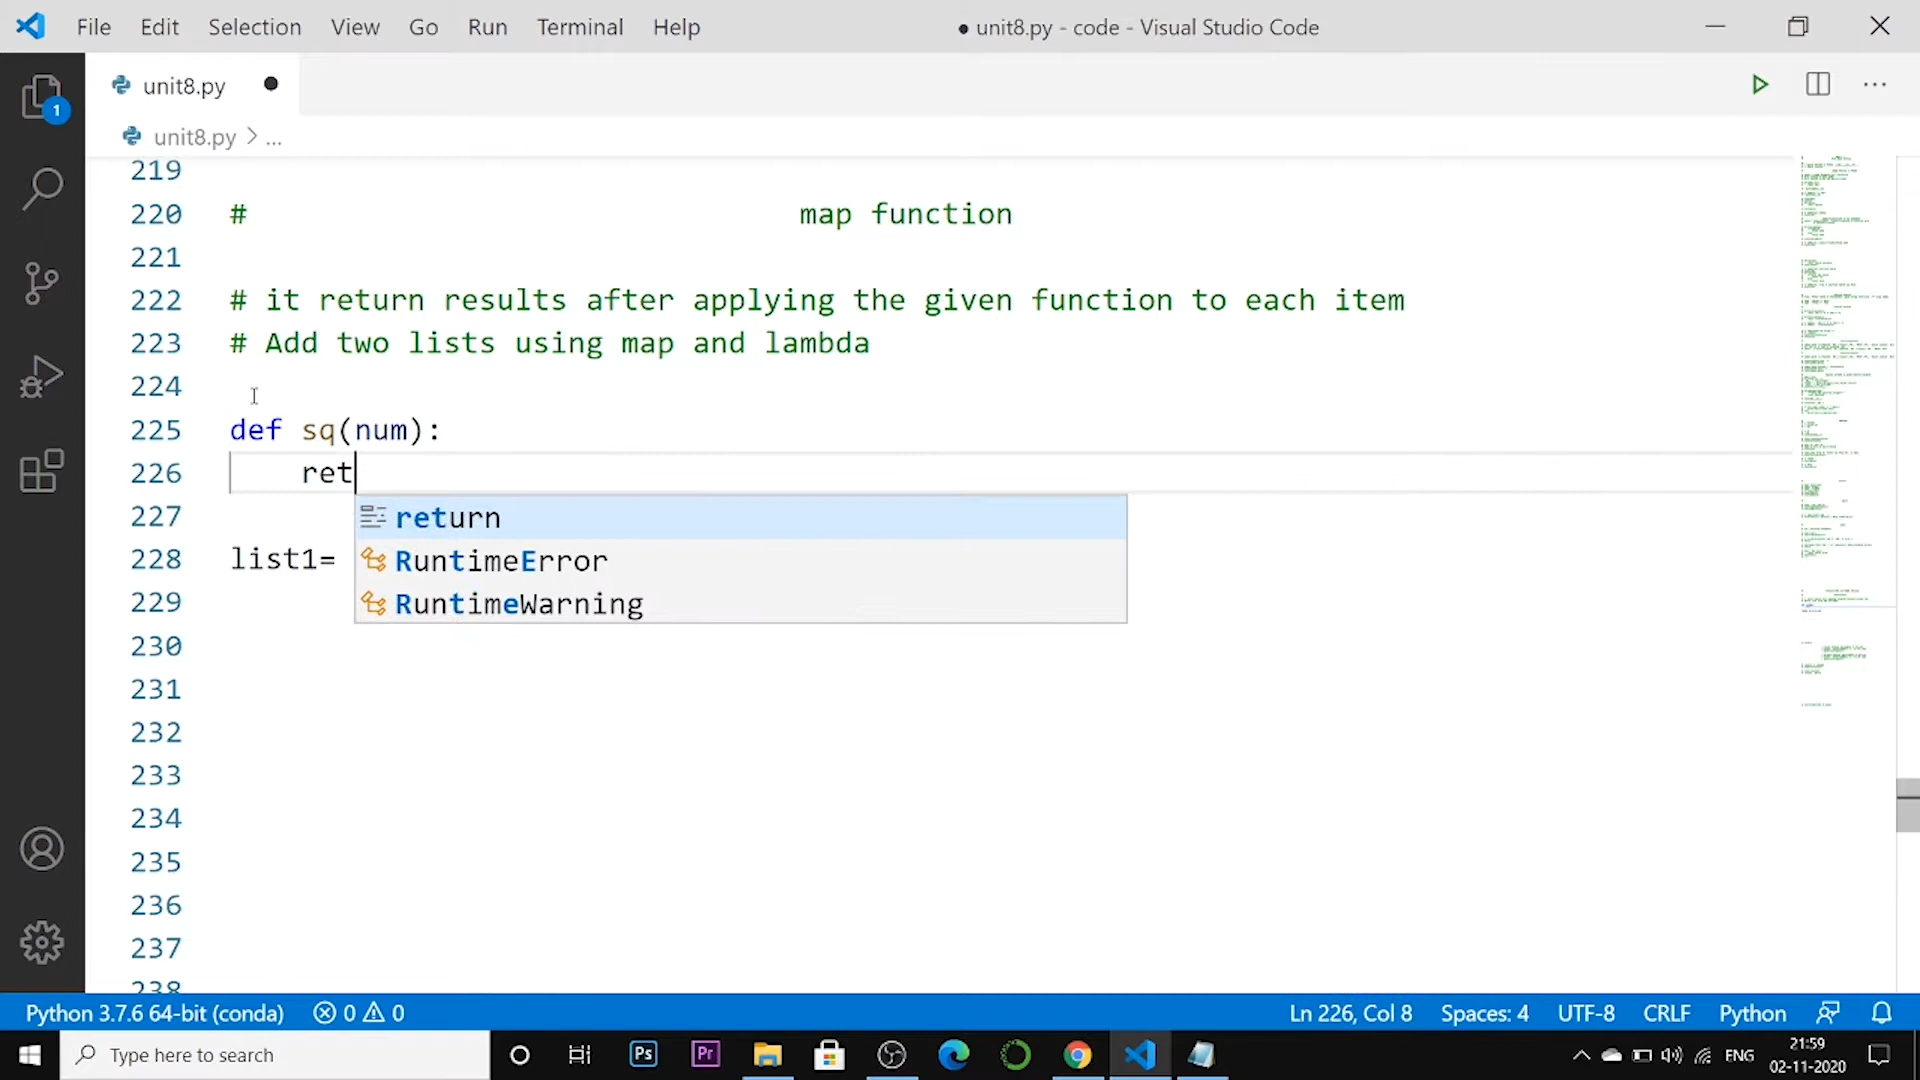 File Edit Selection View Go Run Terminal Help ● unit8.py - code - Visual Studio Code
unit8.py ●
1
unit8.py > ...
219
220 # map function
221
222 # it return results after applying the given function to each item
223 # Add two lists using map and lambda
224
225 def sq(num):
226 ret
227 return
228 list1= RuntimeError
229 RuntimeWarning
230
231
232
233
234
235
236
237
238
Python 3.7.6 64-bit (conda) 0 0 Ln 226, Col 8 Spaces: 4 UTF-8 CRLF Python
Type here to search Ps Pr ENG 21:59
02-11-2020